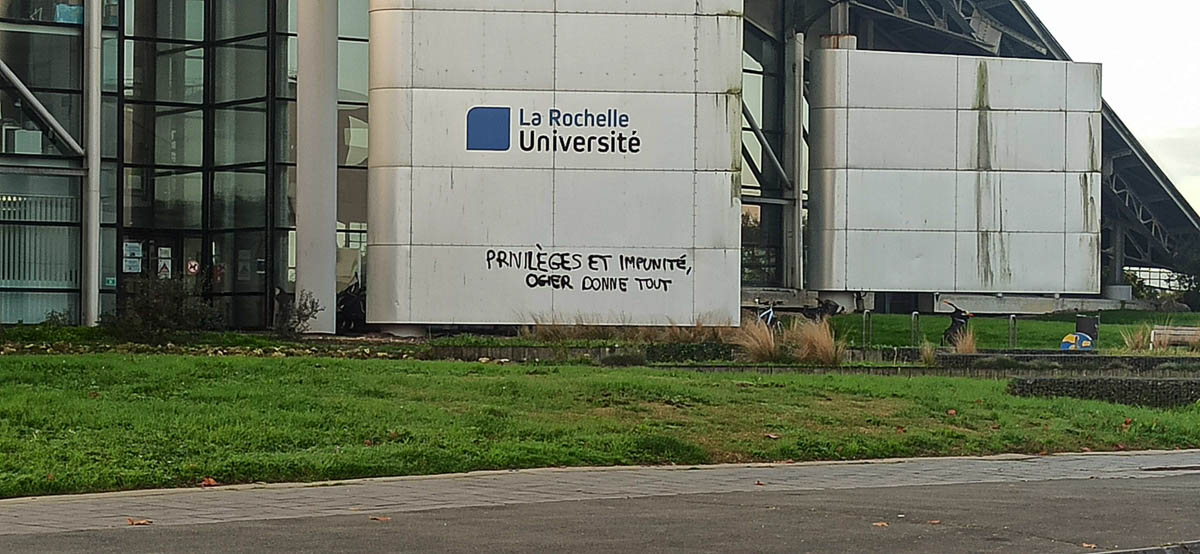 La Rochelle
Université
PRIVILÈGES ET IMPUNITÉ,
OGIER DONNE TOUT